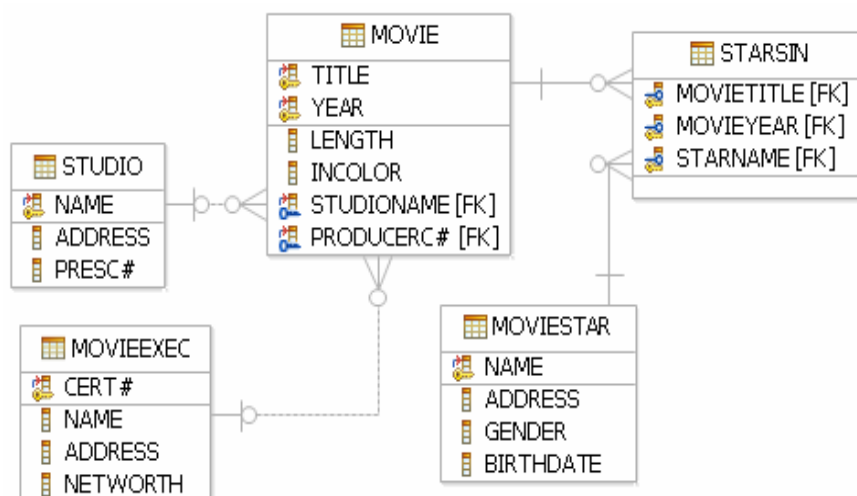 MOVIE
TITLE
YEAR
LENGTH
INCOLOR
STUDIONAME [FK]
PRODUCERC# [FK]
STARSIN
MOVIETITLE [FK]
MOVIEYEAR [FK]
STARNAME [FK]
STUDIO
NAME
ADDRESS
PRESC#
MOVIEEXEC
CERT#
NAME
ADDRESS
NETWORTH
MOVIESTAR
NAME
ADDRESS
GENDER
BIRTHDATE